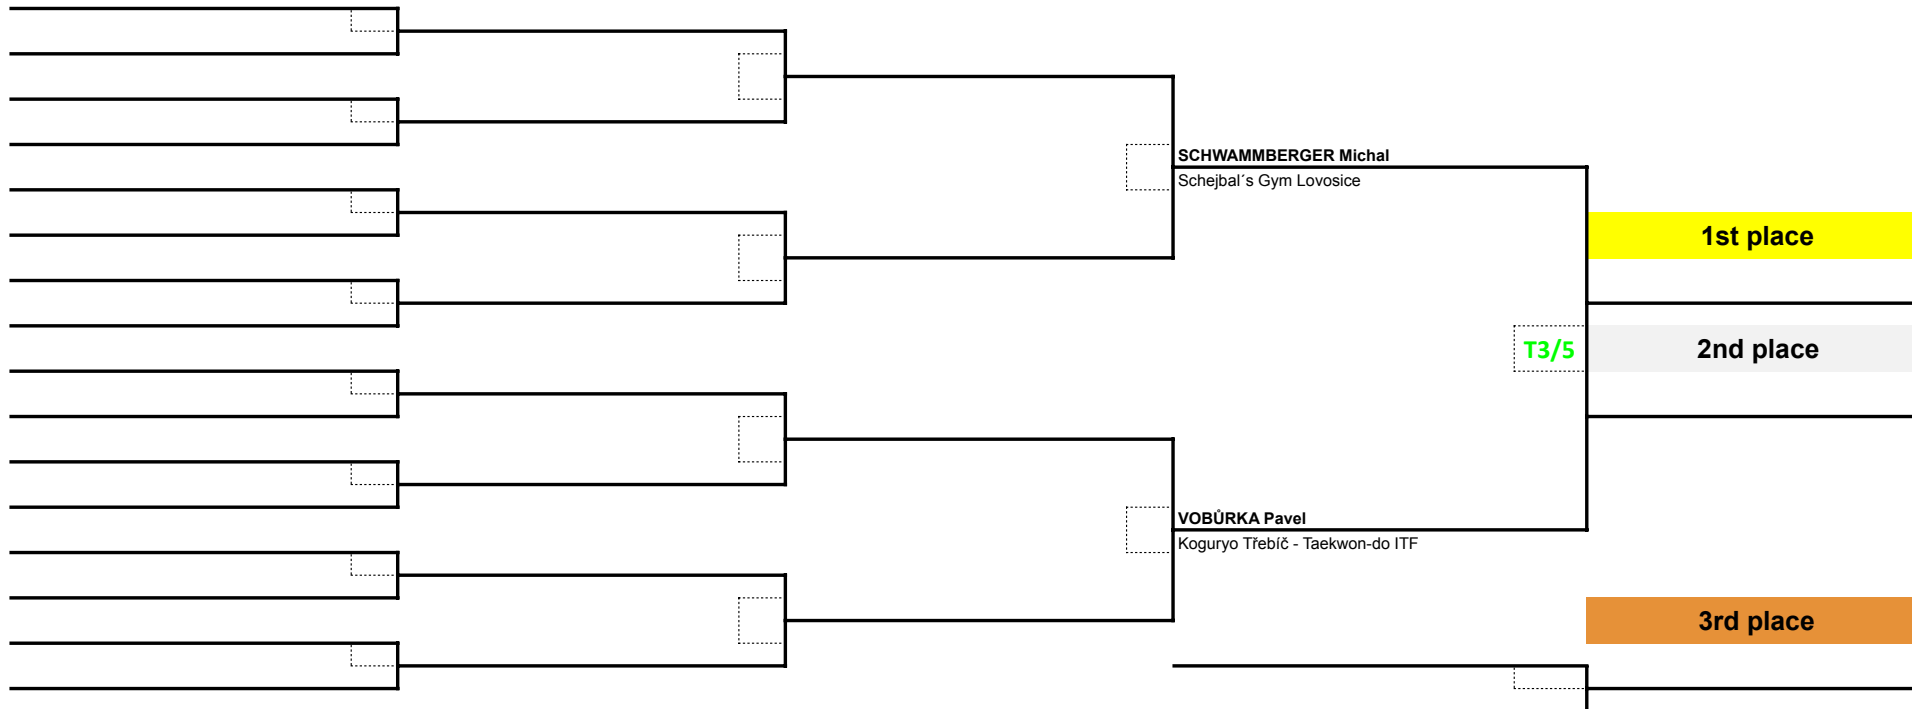 SCHWAMMBERGER Michal
Schejbal´s Gym Lovosice
1st place
T3/5
2nd place
VOBŮRKA Pavel
Koguryo Třebíč - Taekwon-do ITF
3rd place